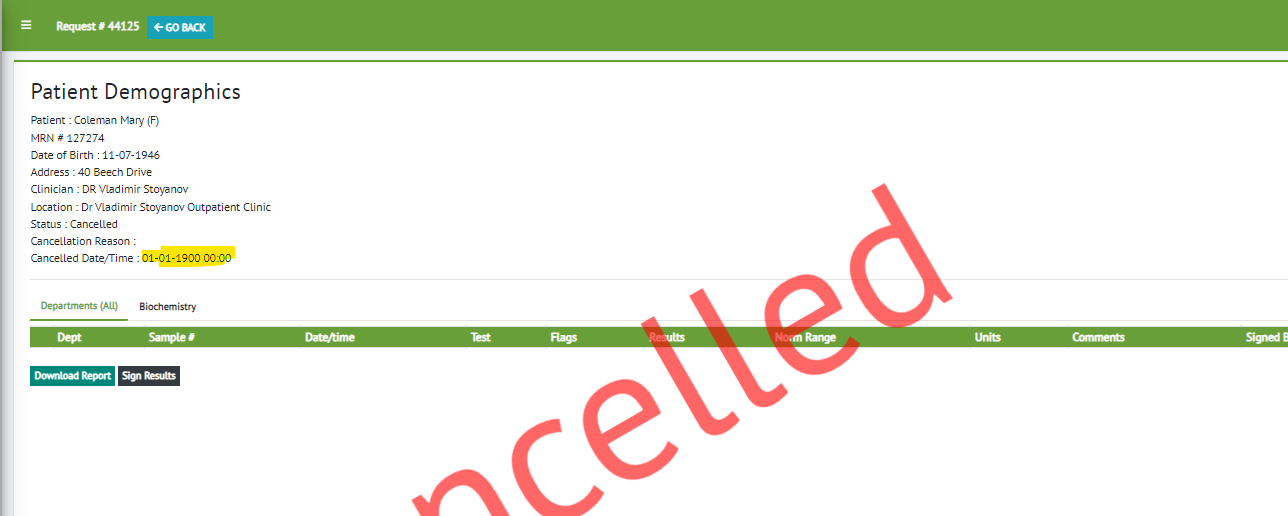 Request # 44125 GO BACK
Patient Demographics
Patient : Coleman Mary (F)
MRN # 127274
Date of Birth : 11-07-1946
Address : 40 Beech Drive
Clinician : DR Vladimir Stoyanov
Location : Dr Vladimir Stoyanov Outpatient Clinic
Status : Cancelled
Cancellation Reason :
Cancelled Date/Time : 01-01-1900 00:00
Departments (All) Biochemistry
Dept Sample # Date/time Test Flags Results Norm Range Units Comments Signed B
Download Report Sign Results
ncelled